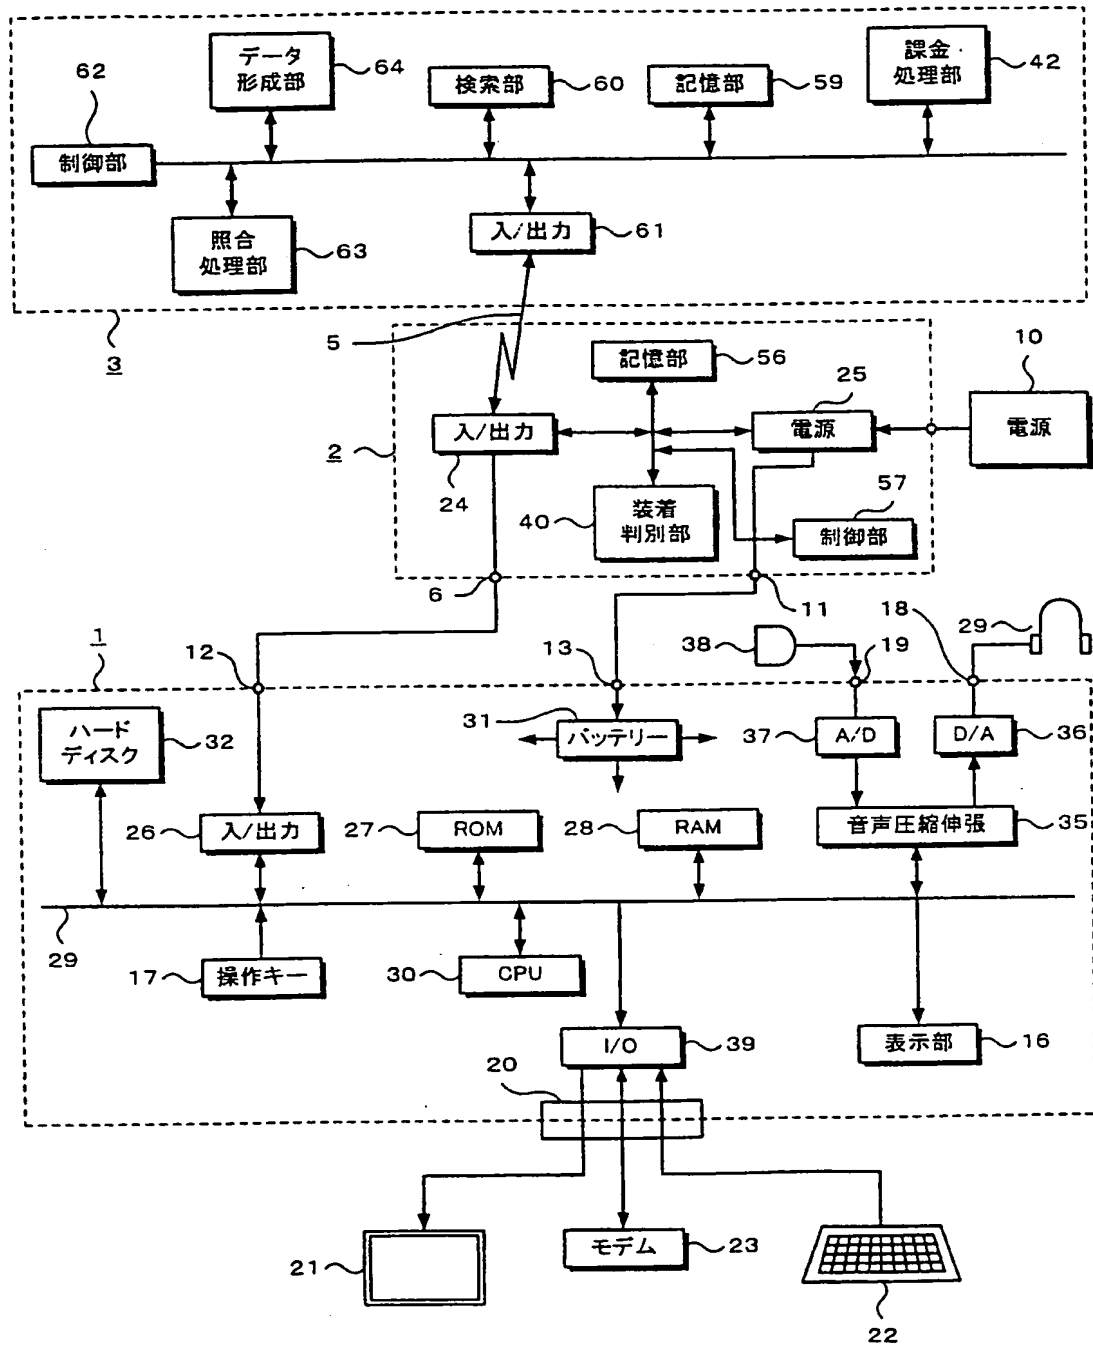 62
制御部
データ
形成部
64
検索部
60
記憶部
59
課金
処理部
42
照合
処理部
63
入/出力
61
3
5
記憶部
56
25
10
入/出力
電源
電源
2
24
40
装着
判別部
57
制御部
6
11
1
12
13
38
19
18
29
ハード
ディスク
32
31
バッテリー
37
A/D
D/A
36
26
入/出力
27
ROM
28
RAM
音声圧縮伸張
35
29
17
操作キー
30
CPU
I/O
39
表示部
16
20
21
モデム
23
22